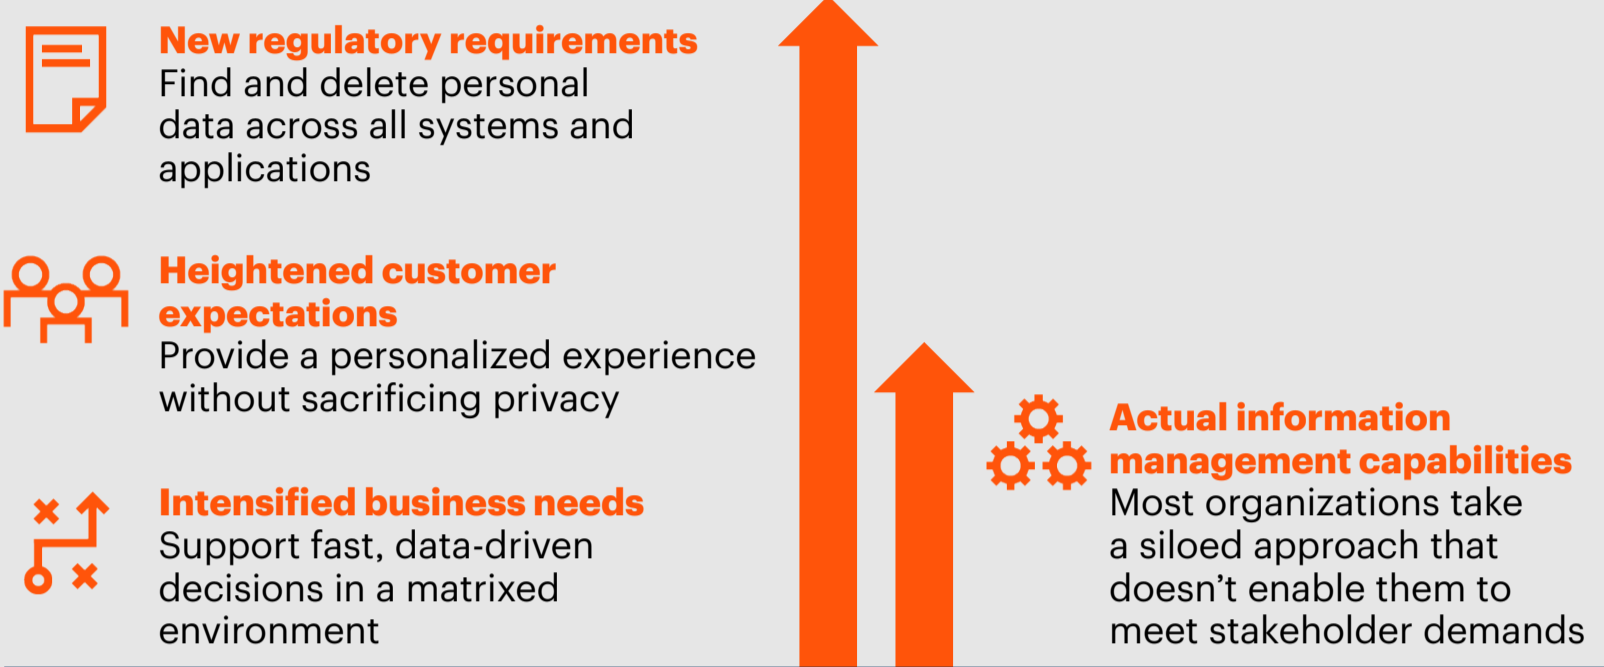 New regulatory requirements
Find and delete personal
data across all systems and
applications
Heightened customer
expectations
Provide a personalized experience
without sacrificing privacy
Intensified business needs
Support fast, data-driven
decisions in a matrixed
environment
Actual information
management capabilities
Most organizations take
a siloed approach that
doesn’t enable them to
meet stakeholder demands